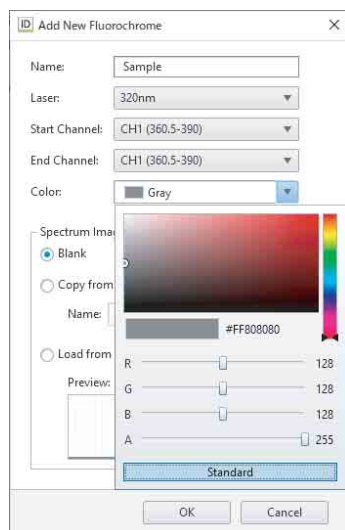 ID Add New Fluorochrome
Name: Sample
Laser: 320nm
Start Channel: CH1 (360.5-390)
End Channel: CH1 (360.5-390)
Color: Gray
Spectrum Ima
Blank
Copy from
Name:
Load from
Preview:
#FF808080
R 128
G 128
B 128
A 255
Standard
OK Cancel